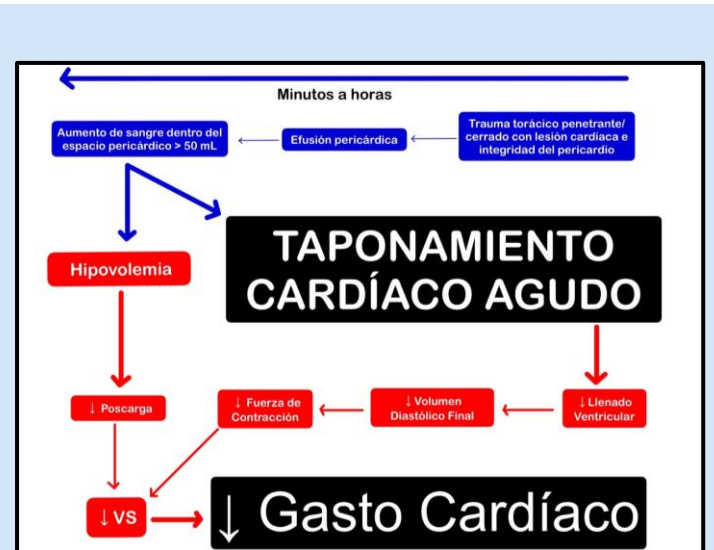 Minutos a horas
Aumento de sangre dentro del
espacio pericárdico > 50 mL
Efusión pericárdica
Trauma torácico penetrante/
cerrado con lesión cardíaca e
integridad del pericardio
Hipovolemia
TAPONAMIENTO
CARDÍACO AGUDO
↓ Poscarga
↓ Fuerza de
Contracción
↓ Volumen
Diastólico Final
↓ Llenado
Ventricular
↓ VS
↓ Gasto Cardíaco